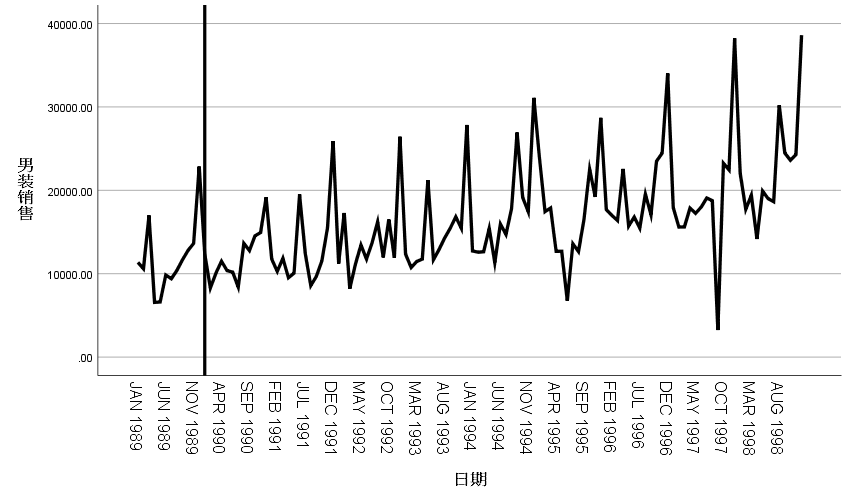 40000.00
30000.00
20000.00
10000.00
.00
男装销售
JAN 1989
JUN 1989
NOV 1989
APR 1990
SEP 1990
FEB 1991
JUL 1991
DEC 1991
MAY 1992
OCT 1992
MAR 1993
AUG 1993
JAN 1994
JUN 1994
NOV 1994
APR 1995
SEP 1995
FEB 1996
JUL 1996
DEC 1996
MAY 1997
OCT 1997
MAR 1998
AUG 1998
日期